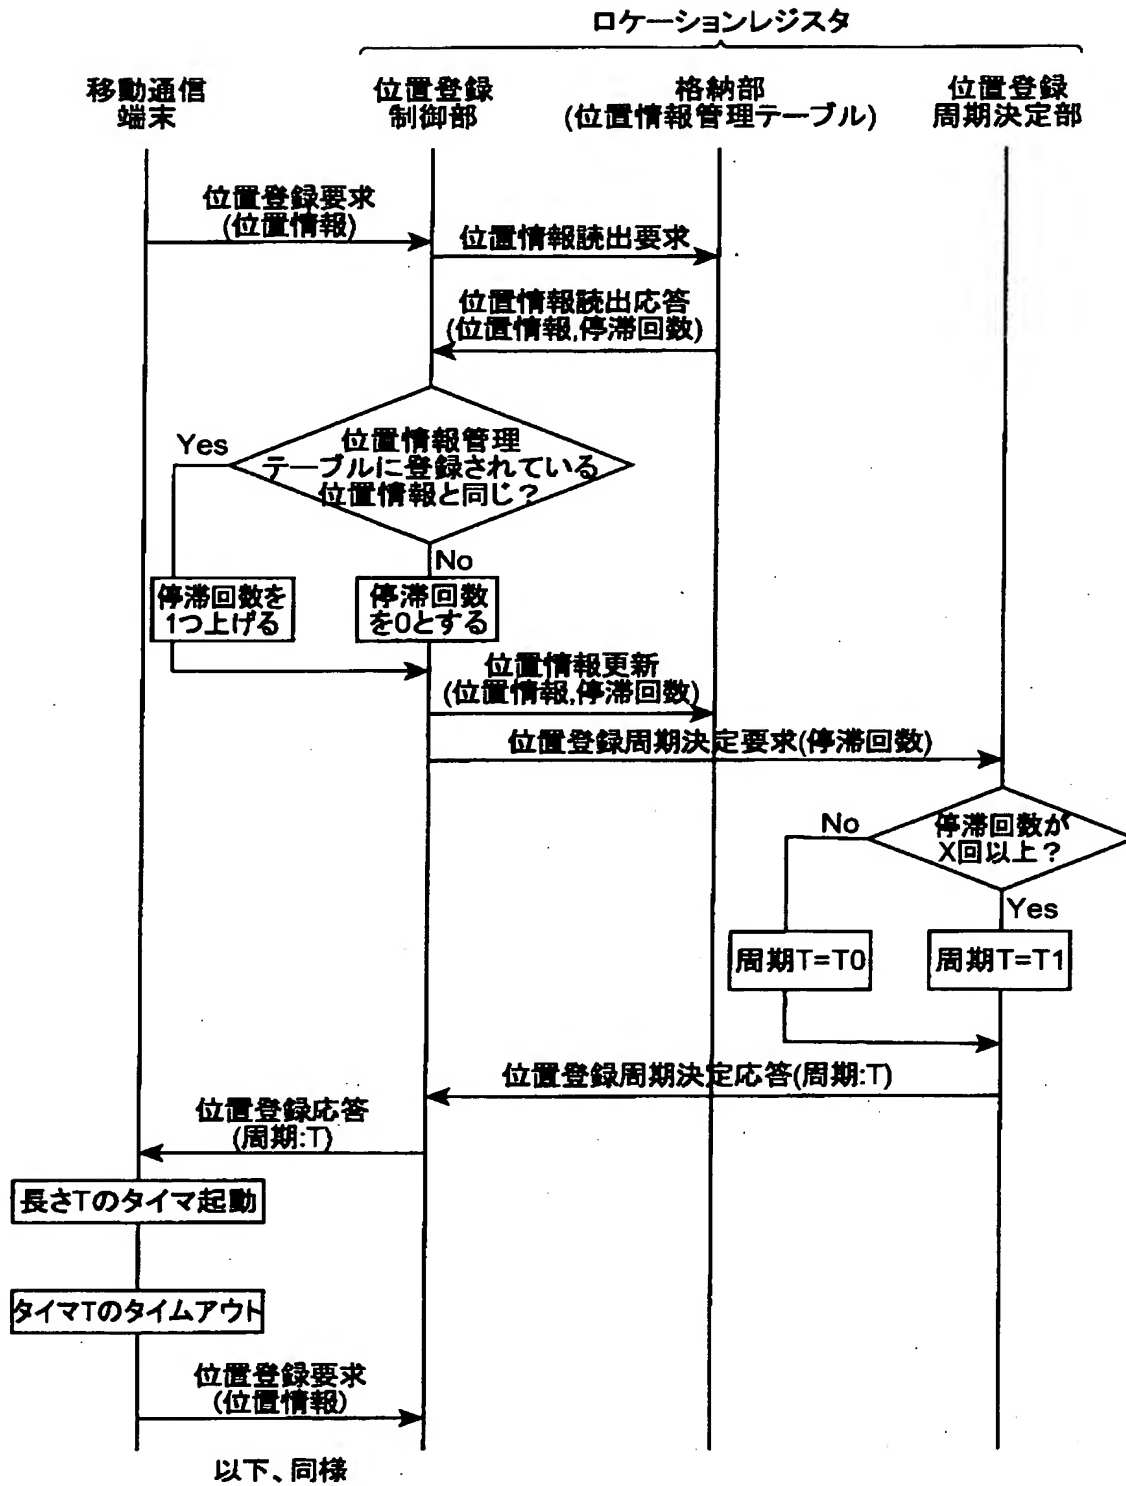 ロケーションレジスタ
移動通信
端末
位置登録
制御部
格納部
(位置情報管理テーブル)
位置登録
周期決定部
位置登録要求
(位置情報)
位置情報読出要求
位置情報読出応答
(位置情報,停滞回数)
Yes
位置情報管理
テーブルに登録されている
位置情報と同じ？
No
停滞回数を
1つ上げる
停滞回数
を0とする
位置情報更新
(位置情報,停滞回数)
位置登録周期決定要求(停滞回数)
No
停滞回数が
X回以上？
Yes
周期T=T0
周期T=T1
位置登録周期決定応答(周期:T)
位置登録応答
(周期:T)
長さTのタイマ起動
タイマTのタイムアウト
位置登録要求
(位置情報)
以下、同様